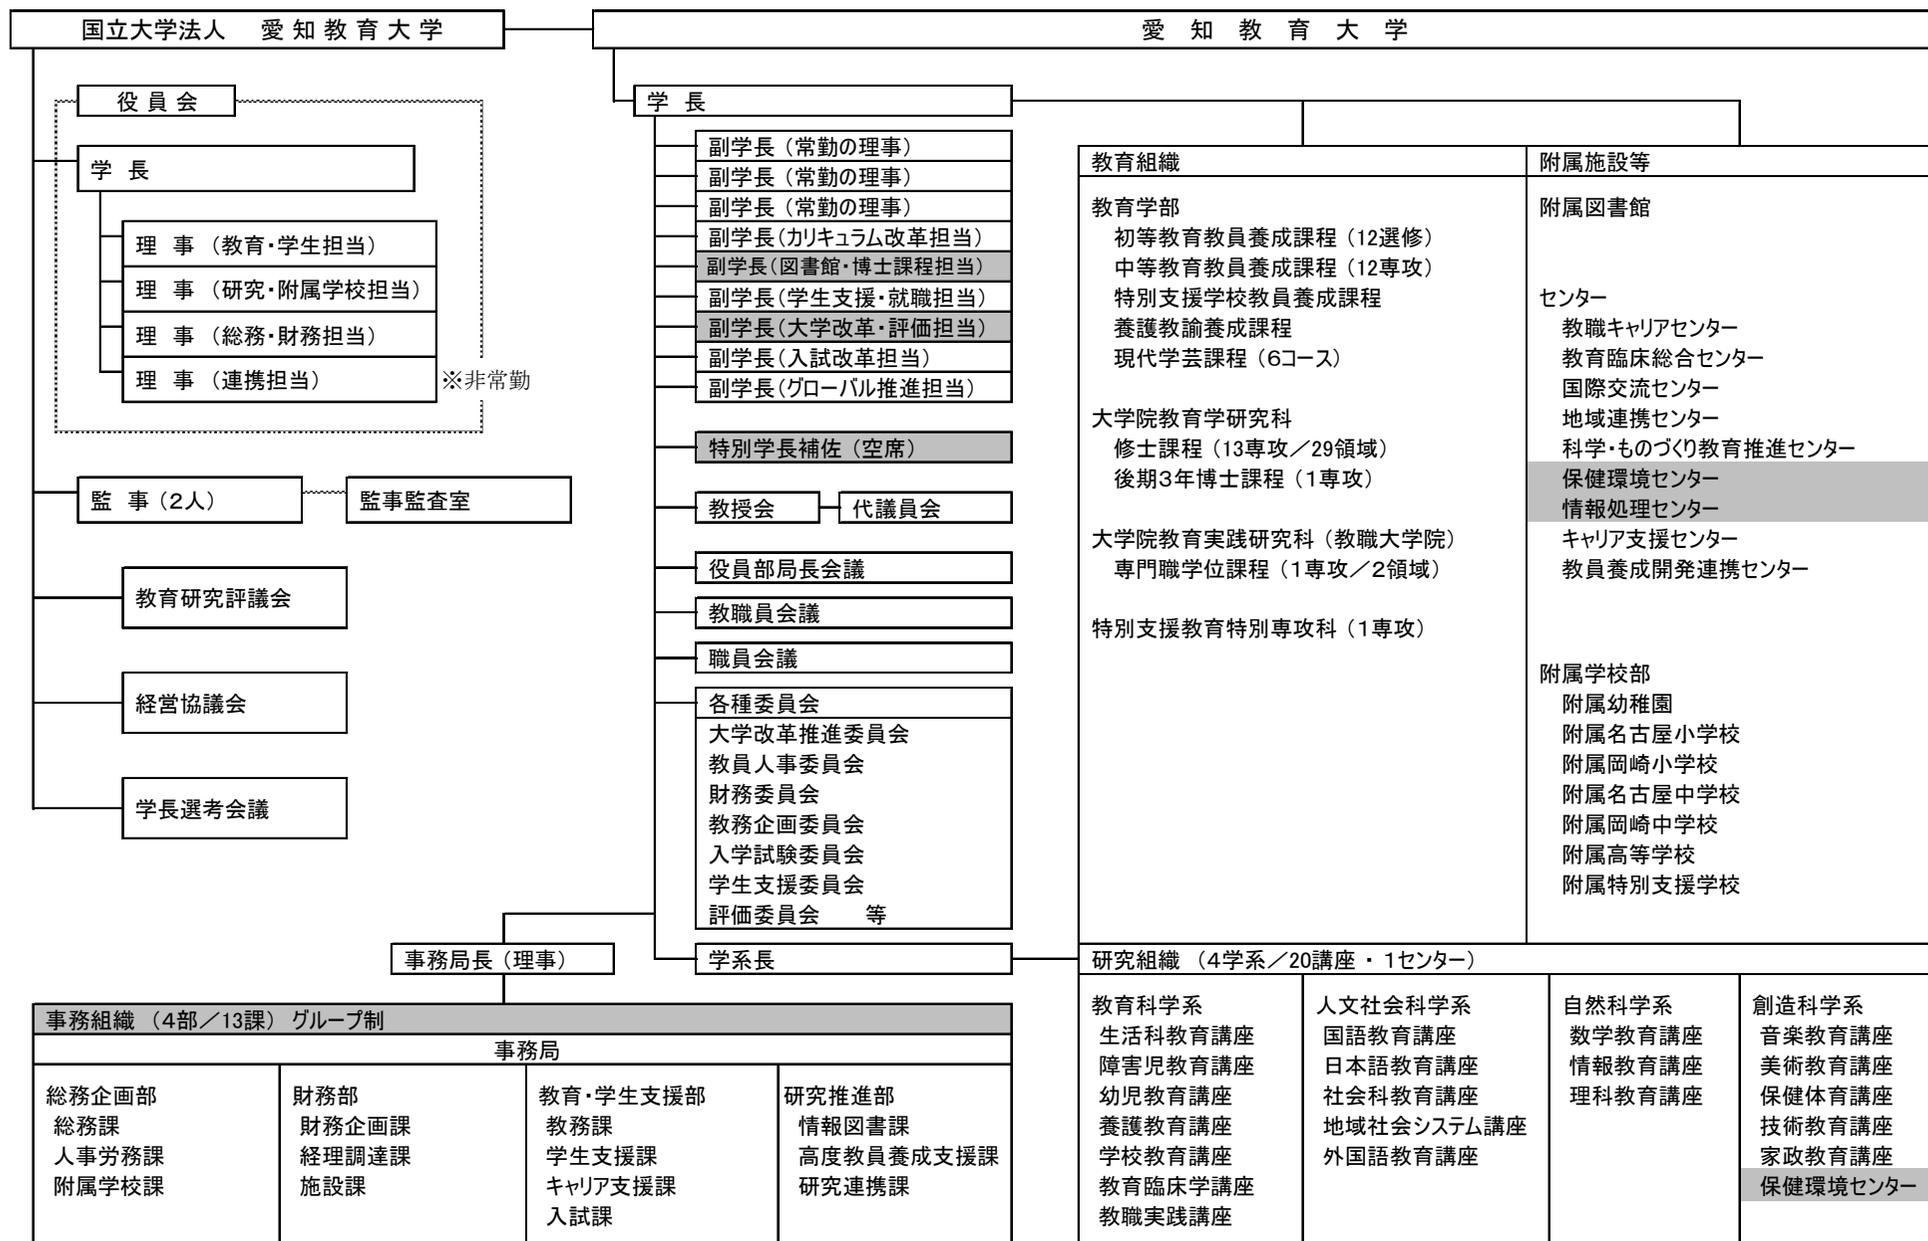 国立大学法人　愛知教育大学
愛　知　教　育　大　学
役員会
学　長
理　事　（教育・学生担当）
理　事　（研究・附属学校担当）
理　事　（総務・財務担当）
理　事　（連携担当）
※非常勤
監　事（２人）
監事監査室
教育研究評議会
経営協議会
学長選考会議
学　長
副学長（常勤の理事）
副学長（常勤の理事）
副学長（常勤の理事）
副学長（カリキュラム改革担当）
副学長（図書館・博士課程担当）
副学長（学生支援・就職担当）
副学長（大学改革・評価担当）
副学長（入試改革担当）
副学長（グローバル推進担当）
特別学長補佐（空席）
教授会
代議員会
役員部局長会議
教職員会議
職員会議
各種委員会
大学改革推進委員会
教員人事委員会
財務委員会
教務企画委員会
入学試験委員会
学生支援委員会
評価委員会　　等
事務局長（理事）
学系長
教育組織
教育学部
初等教育教員養成課程（12選修）
中等教育教員養成課程（12専攻）
特別支援学校教員養成課程
養護教諭養成課程
現代学芸課程（６コース）
大学院教育学研究科
修士課程（13専攻／29領域）
後期３年博士課程（１専攻）
大学院教育実践研究科（教職大学院）
専門職学位課程（１専攻／２領域）
特別支援教育特別専攻科（１専攻）
附属施設等
附属図書館
センター
教職キャリアセンター
教育臨床総合センター
国際交流センター
地域連携センター
科学・ものづくり教育推進センター
保健環境センター
情報処理センター
キャリア支援センター
教員養成開発連携センター
附属学校部
附属幼稚園
附属名古屋小学校
附属岡崎小学校
附属名古屋中学校
附属岡崎中学校
附属高等学校
附属特別支援学校
事務組織　（４部／13課）　グループ制
事務局
総務企画部
総務課
人事労務課
附属学校課
財務部
財務企画課
経理調達課
施設課
教育・学生支援部
教務課
学生支援課
キャリア支援課
入試課
研究推進部
情報図書課
高度教員養成支援課
研究連携課
研究組織　（４学系／20講座 ・ １センター）
教育科学系
生活科教育講座
障害児教育講座
幼児教育講座
養護教育講座
学校教育講座
教育臨床学講座
教職実践講座
人文社会科学系
国語教育講座
日本語教育講座
社会科教育講座
地域社会システム講座
外国語教育講座
自然科学系
数学教育講座
情報教育講座
理科教育講座
創造科学系
音楽教育講座
美術教育講座
保健体育講座
技術教育講座
家政教育講座
保健環境センター